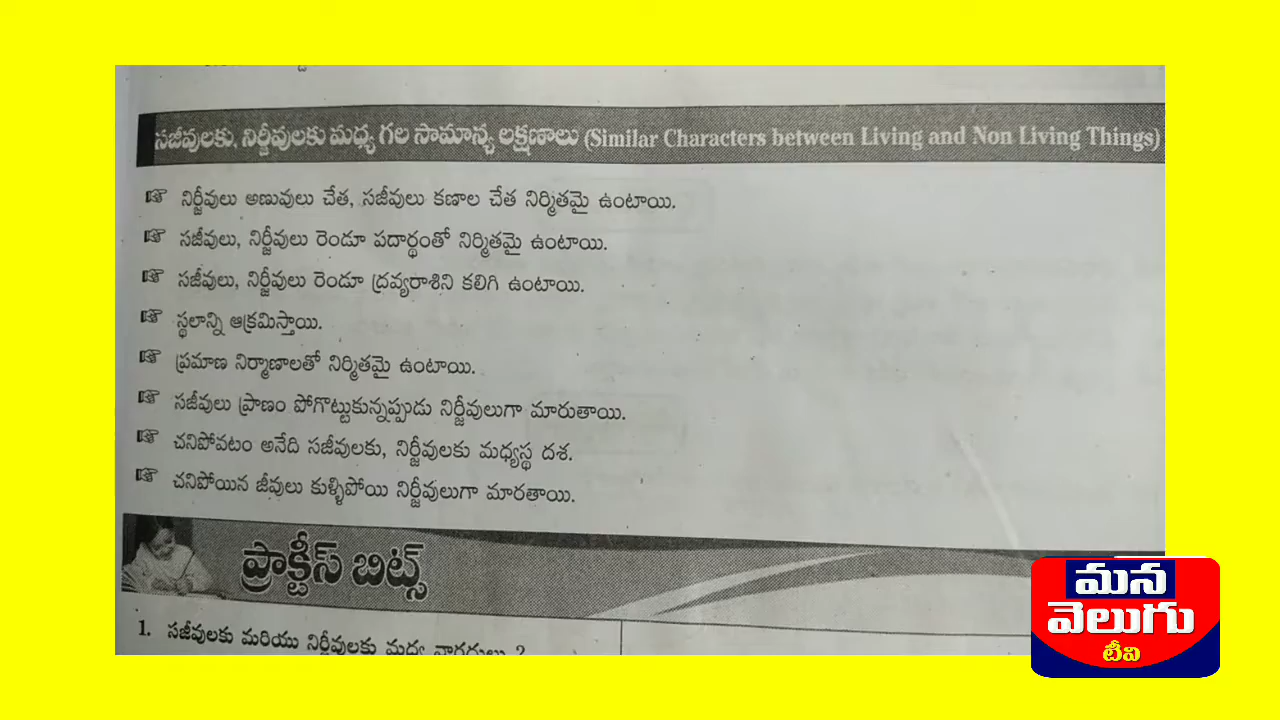 సజీవులకు, నిర్జీవులకు మధ్య గల సామాన్య లక్షణాలు (Similar Characters between Living and Non Living Things)
☞ నిర్జీవులు అణువులు చేత, సజీవులు కణాల చేత నిర్మితమై ఉంటాయి.
☞ సజీవులు, నిర్జీవులు రెండూ పదార్థంతో నిర్మితమై ఉంటాయి.
☞ సజీవులు, నిర్జీవులు రెండూ ద్రవ్యరాశిని కలిగి ఉంటాయి.
☞ స్థలాన్ని ఆక్రమిస్తాయి.
☞ ప్రమాణ నిర్మాణాలతో నిర్మితమై ఉంటాయి.
☞ సజీవులు ప్రాణం పోగొట్టుకున్నప్పుడు నిర్జీవులుగా మారుతాయి.
☞ చనిపోవటం అనేది సజీవులకు, నిర్జీవులకు మధ్యస్థ దశ.
☞ చనిపోయిన జీవులు కుళ్ళిపోయి నిర్జీవులుగా మారతాయి.
ప్రాక్టీస్ బిట్స్
1. సజీవులకు మరియు నిర్జీవులకు మధ్య
మన
వెలుగు
టీవి